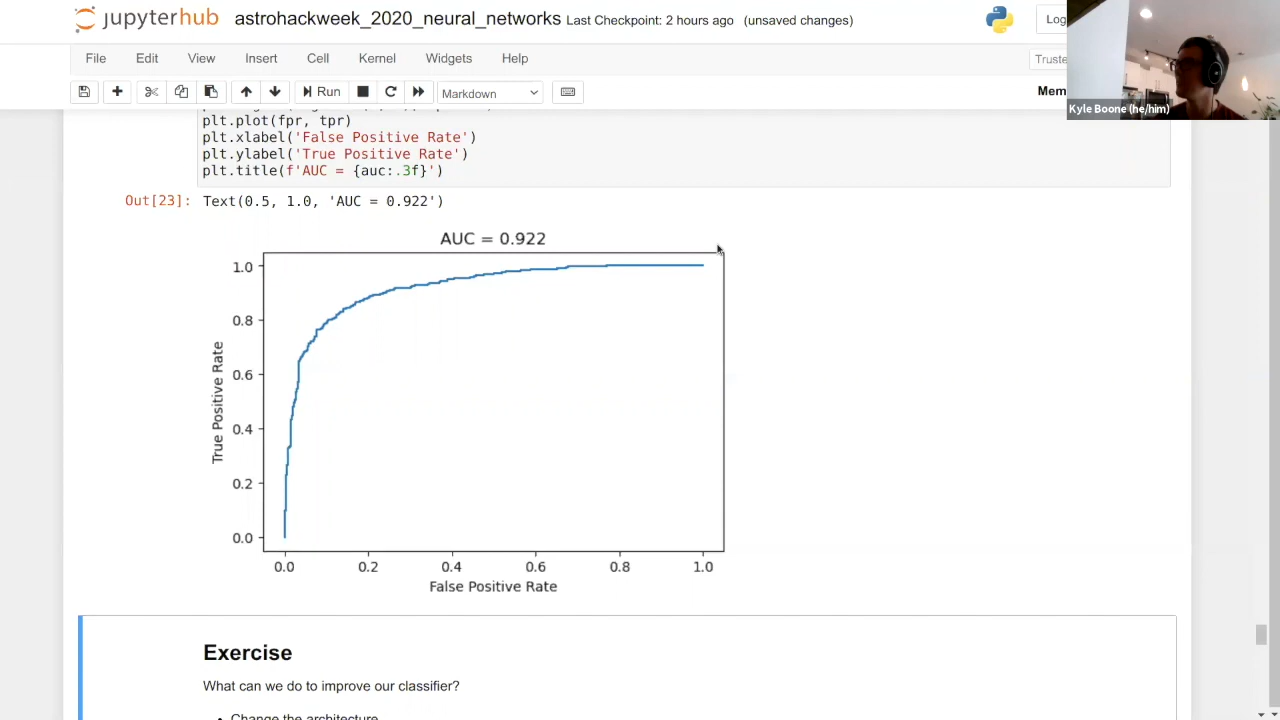 jupyterhub astrohackweek_2020_neural_networks Last Checkpoint: 2 hours ago (unsaved changes) Log
File Edit View Insert Cell Kernel Widgets Help Truste
Run Markdown Mem
Kyle Boone (he/him)
plt.plot(fpr, tpr)
plt.xlabel('False Positive Rate')
plt.ylabel('True Positive Rate')
plt.title(f'AUC = {auc:.3f}')
Out[23]: Text(0.5, 1.0, 'AUC = 0.922')
AUC = 0.922
1.0
0.8
0.6
0.4
0.2
0.0
True Positive Rate
0.0 0.2 0.4 0.6 0.8 1.0
False Positive Rate
Exercise
What can we do to improve our classifier?
• Change the architecture